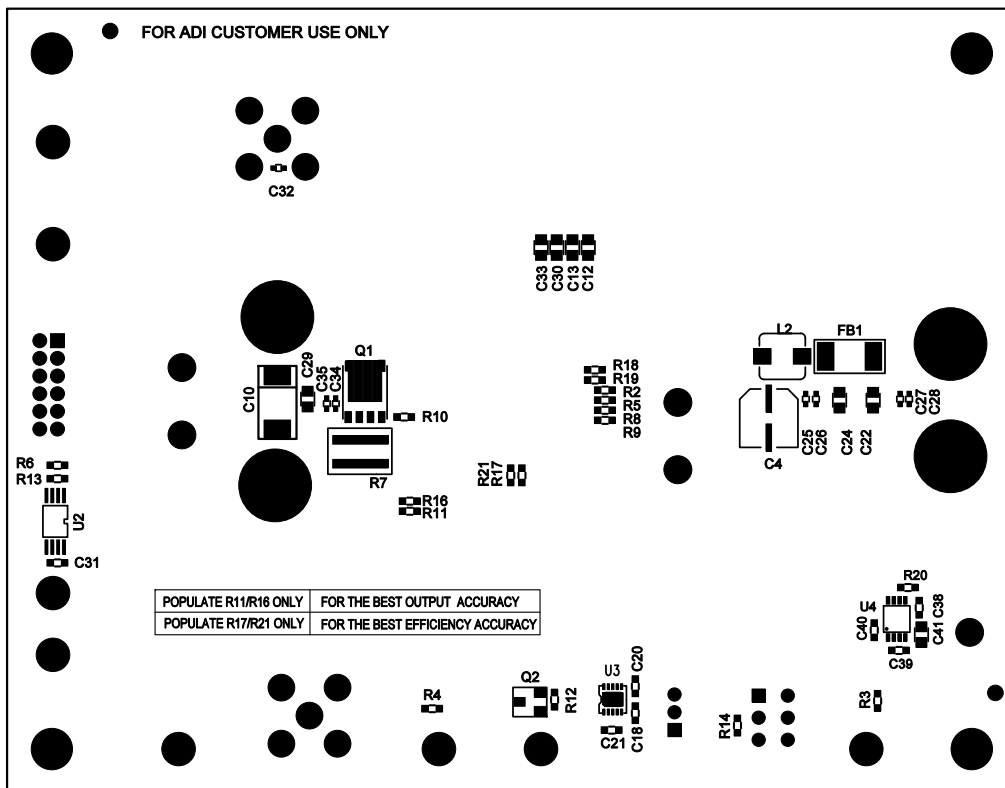 FOR ADI CUSTOMER USE ONLY
C32
C33
C30
C13
C12
Q1
L2
FB1
C10
C29
C35
C34
R18
R19
R2
R5
R8
R9
R10
C25
C26
C24
C22
C27
C28
C4
R6
R13
R7
R21
R17
R16
R11
U2
C31
POPULATE R11/R16 ONLY FOR THE BEST OUTPUT ACCURACY
POPULATE R17/R21 ONLY FOR THE BEST EFFICIENCY ACCURACY
R20
U4
C38
C40
C41
C39
Q2
U3
C20
R4
R12
R3
R14
C21
C18